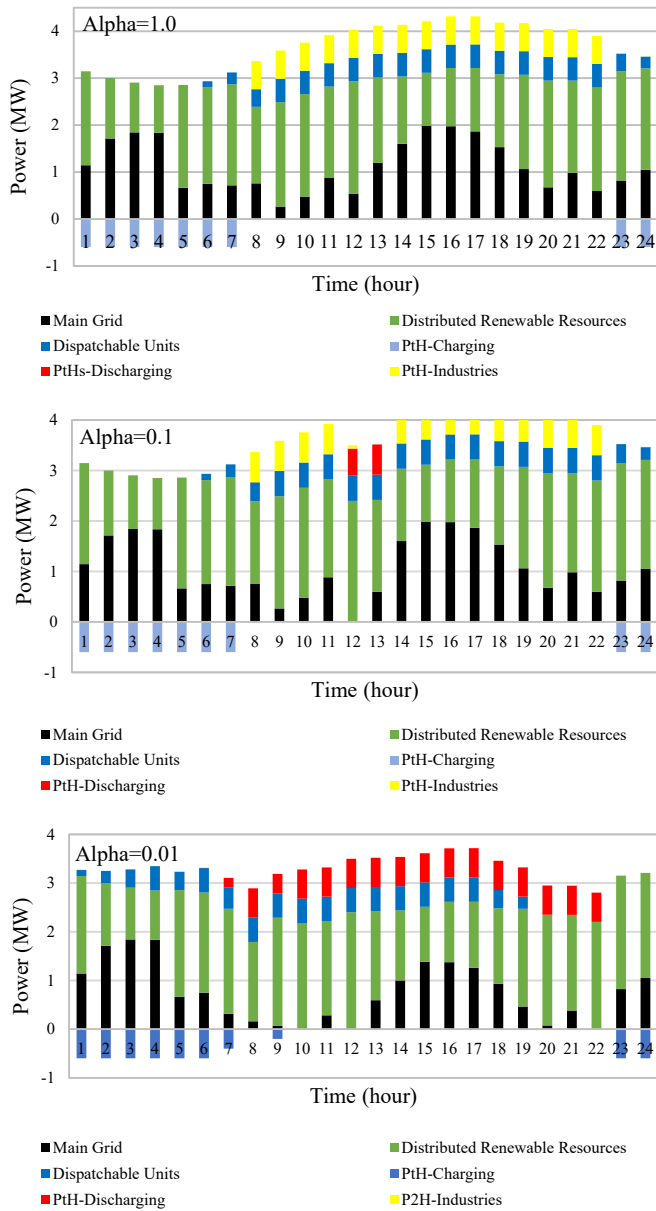 Alpha=1.0
4
3
2
1
0
-1
Power (MW)
1 2 3 4 5 6 7 8 9 10 11 12 13 14 15 16 17 18 19 20 21 22 23 24
Time (hour)
Main Grid Distributed Renewable Resources
Dispatchable Units PtH-Charging
PtHs-Discharging PtH-Industries
Alpha=0.1
4
3
2
1
0
-1
Power (MW)
1 2 3 4 5 6 7 8 9 10 11 12 13 14 15 16 17 18 19 20 21 22 23 24
Time (hour)
Main Grid Distributed Renewable Resources
Dispatchable Units PtH-Charging
PtH-Discharging PtH-Industries
Alpha=0.01
4
3
2
1
0
-1
Power (MW)
1 2 3 4 5 6 7 8 9 10 11 12 13 14 15 16 17 18 19 20 21 22 23 24
Time (hour)
Main Grid Distributed Renewable Resources
Dispatchable Units PtH-Charging
PtH-Discharging P2H-Industries